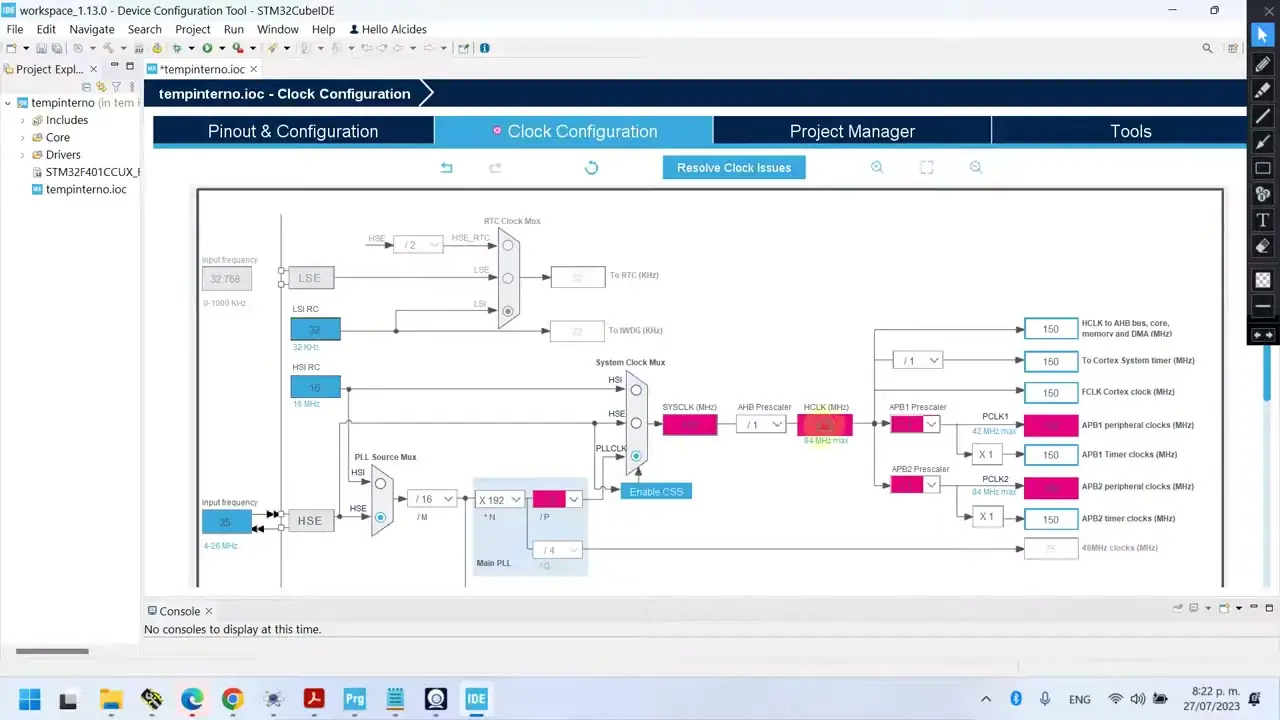 workspace_1.13.0 - Device Configuration Tool - STM32CubeIDE
File Edit Navigate Search Project Run Window Help Hello Alcides
Project Expl...
*tempinterno.ioc
tempinterno (in tem
Includes
Core
Drivers
STM32F401CCUX_F
tempinterno.ioc
tempinterno.ioc - Clock Configuration
Pinout & Configuration
Clock Configuration
Project Manager
Tools
Resolve Clock Issues
RTC Clock Mux
HSE
/ 2
HSE_RTC
Input frequency
32.768
0-1000 KHz
LSE
LSE
To RTC (KHz)
LSI RC
32
32 KHz
LSI
32
To IWDG (KHz)
HSI RC
16
16 MHz
System Clock Mux
HSI
HSE
PLLCLK
SYSCLK (MHz)
AHB Prescaler
/ 1
HCLK (MHz)
84 MHz max
Enable CSS
PLL Source Mux
HSI
HSE
Input frequency
25
4-26 MHz
HSE
/ 16
/ M
X 192
* N
/ P
/ 4
/ Q
Main PLL
150
HCLK to AHB bus, core,
memory and DMA (MHz)
/ 1
150
To Cortex System timer (MHz)
150
FCLK Cortex clock (MHz)
APB1 Prescaler
PCLK1
42 MHz max
APB1 peripheral clocks (MHz)
X 1
150
APB1 Timer clocks (MHz)
APB2 Prescaler
PCLK2
84 MHz max
APB2 peripheral clocks (MHz)
X 1
150
APB2 timer clocks (MHz)
75
48MHz clocks (MHz)
Console
No consoles to display at this time.
Prg
IDE
ENG
8:22 p. m.
27/07/2023